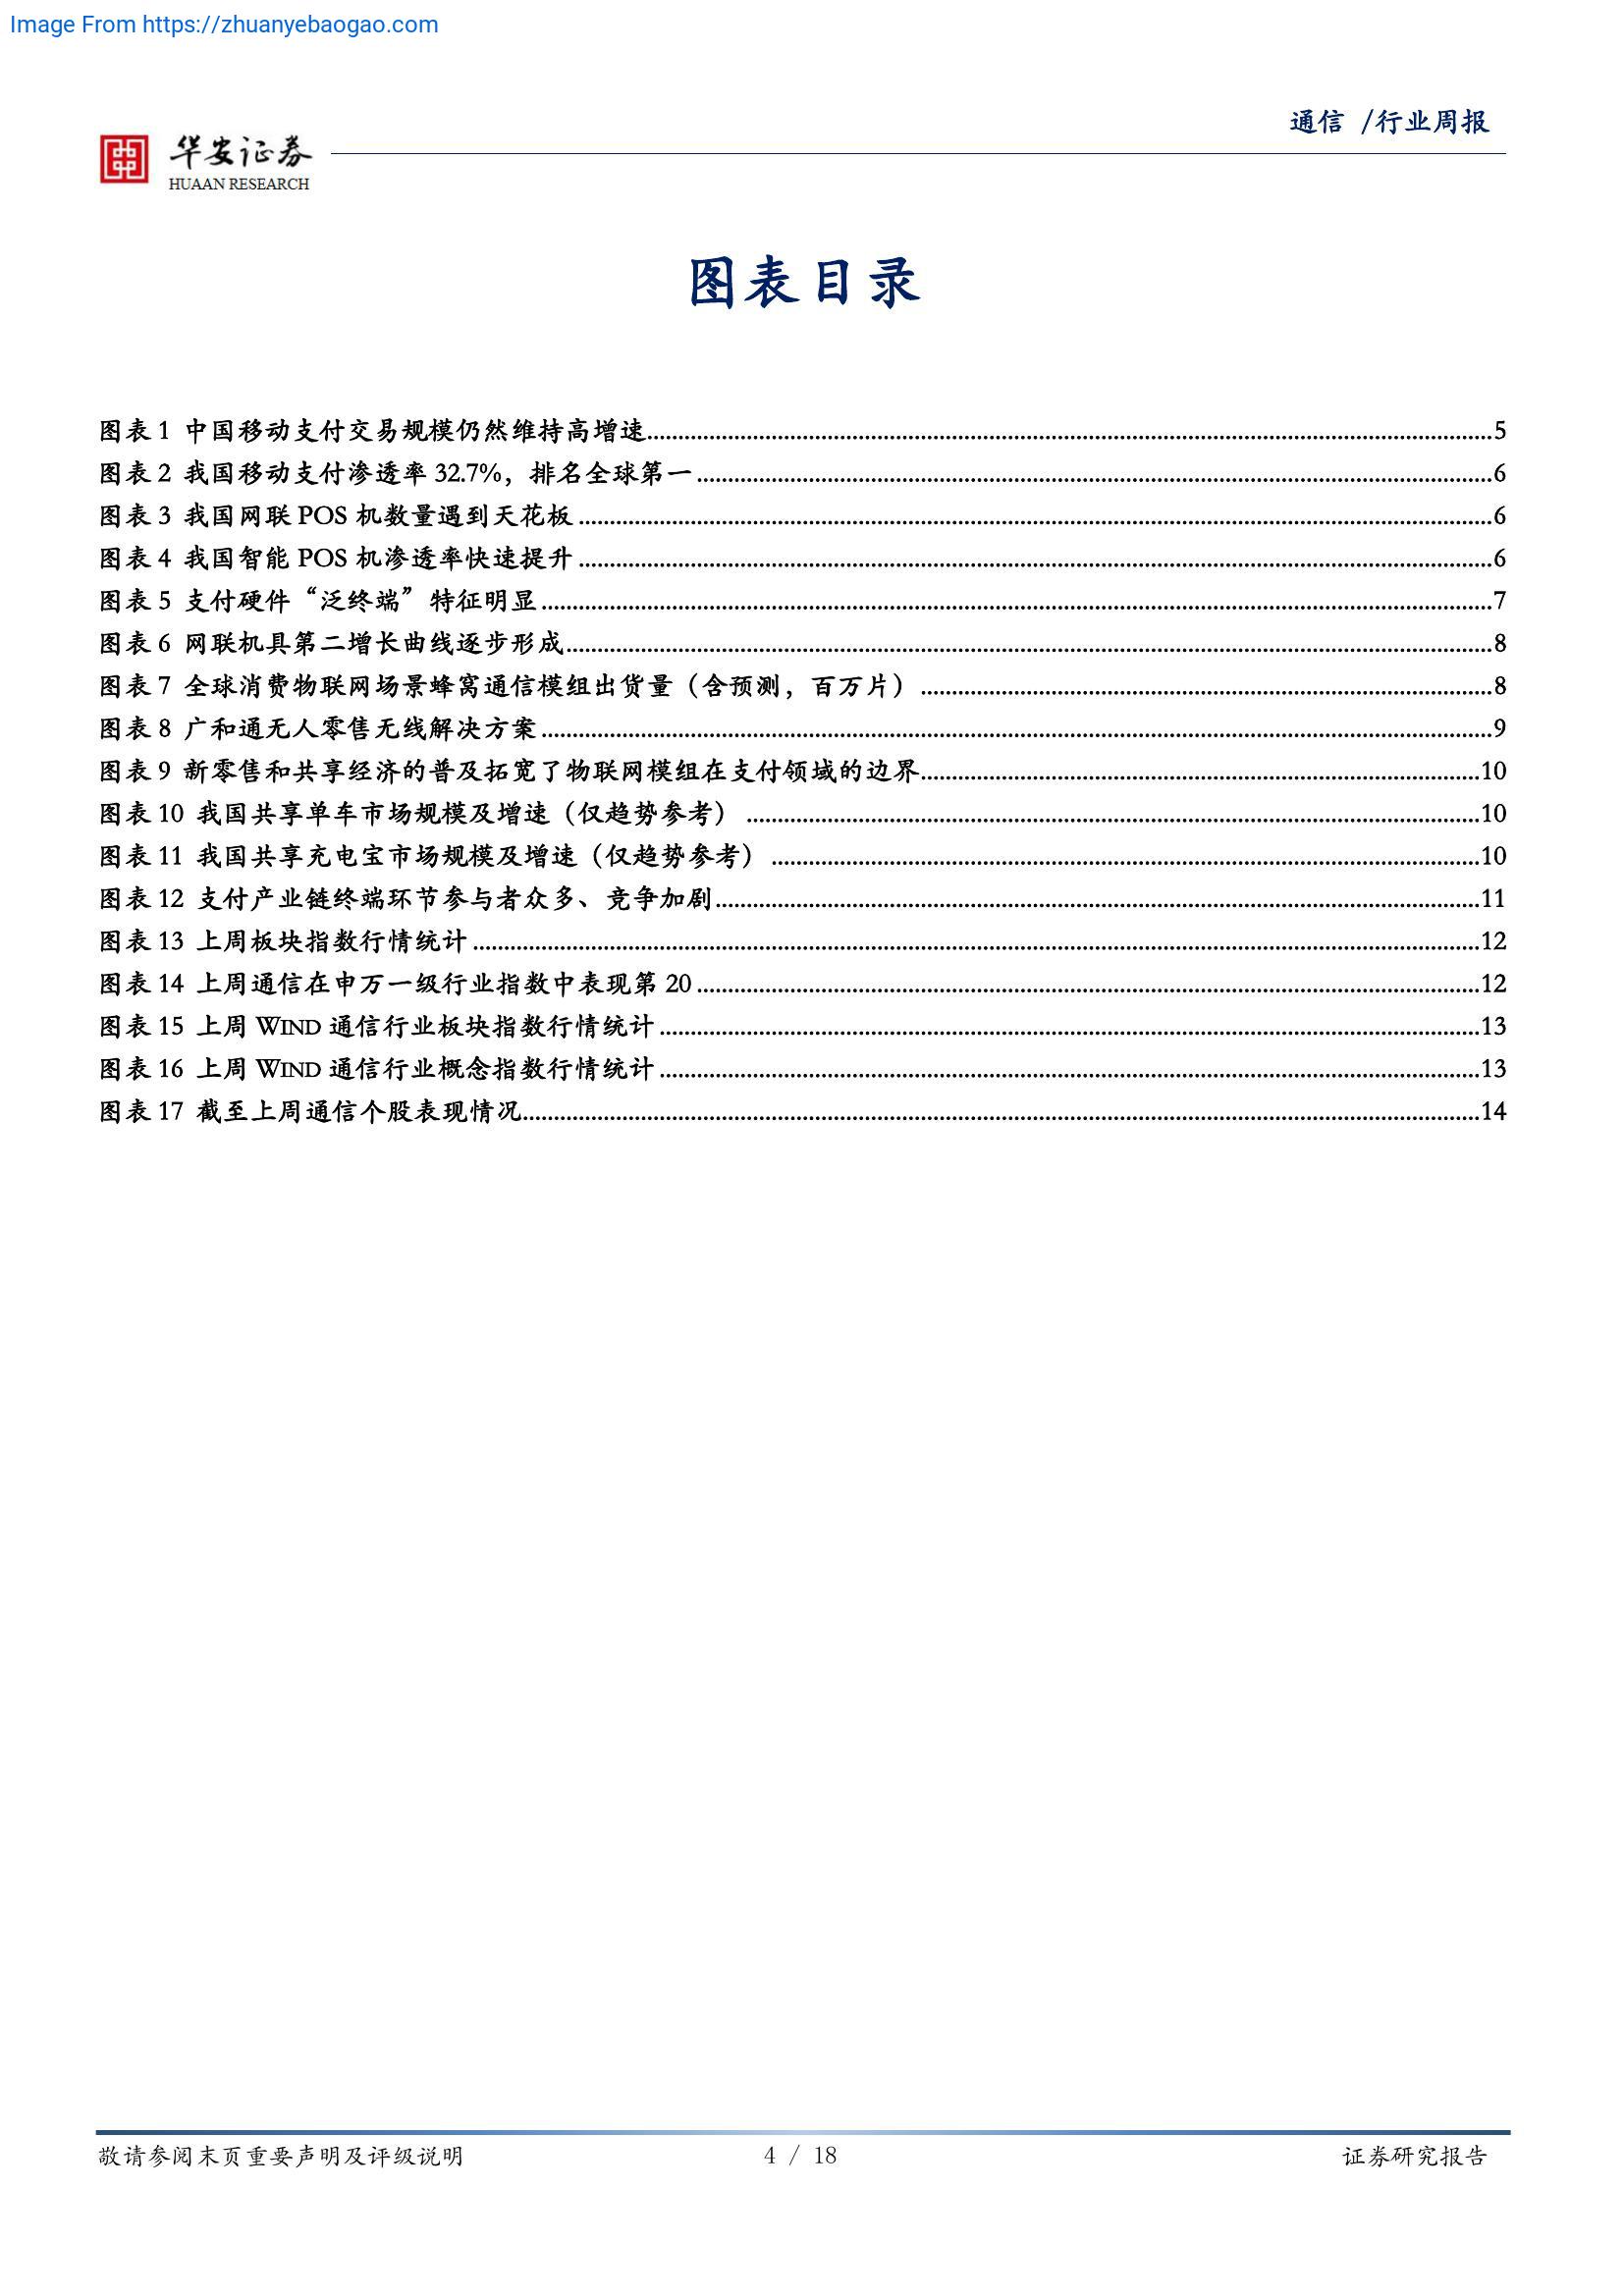 Image From https://zhuanyebaogao.com
通信 /行业周报
华安证券
HUAAN RESEARCH
图表目录
图表 1 中国移动支付交易规模仍然维持高增速....................5
图表 2 我国移动支付渗透率 32.7%，排名全球第一....................6
图表 3 我国网联 POS 机数量遇到天花板....................6
图表 4 我国智能 POS 机渗透率快速提升....................6
图表 5 支付硬件“泛终端”特征明显....................7
图表 6 网联机具第二增长曲线逐步形成....................8
图表 7 全球消费物联网场景蜂窝通信模组出货量（含预测，百万片）....................8
图表 8 广和通无人零售无线解决方案....................9
图表 9 新零售和共享经济的普及拓宽了物联网模组在支付领域的边界....................10
图表 10 我国共享单车市场规模及增速（仅趋势参考）....................10
图表 11 我国共享充电宝市场规模及增速（仅趋势参考）....................10
图表 12 支付产业链终端环节参与者众多、竞争加剧....................11
图表 13 上周板块指数行情统计....................12
图表 14 上周通信在申万一级行业指数中表现第 20....................12
图表 15 上周 WIND 通信行业板块指数行情统计....................13
图表 16 上周 WIND 通信行业概念指数行情统计....................13
图表 17 截至上周通信个股表现情况....................14
敬请参阅末页重要声明及评级说明
4 / 18
证券研究报告